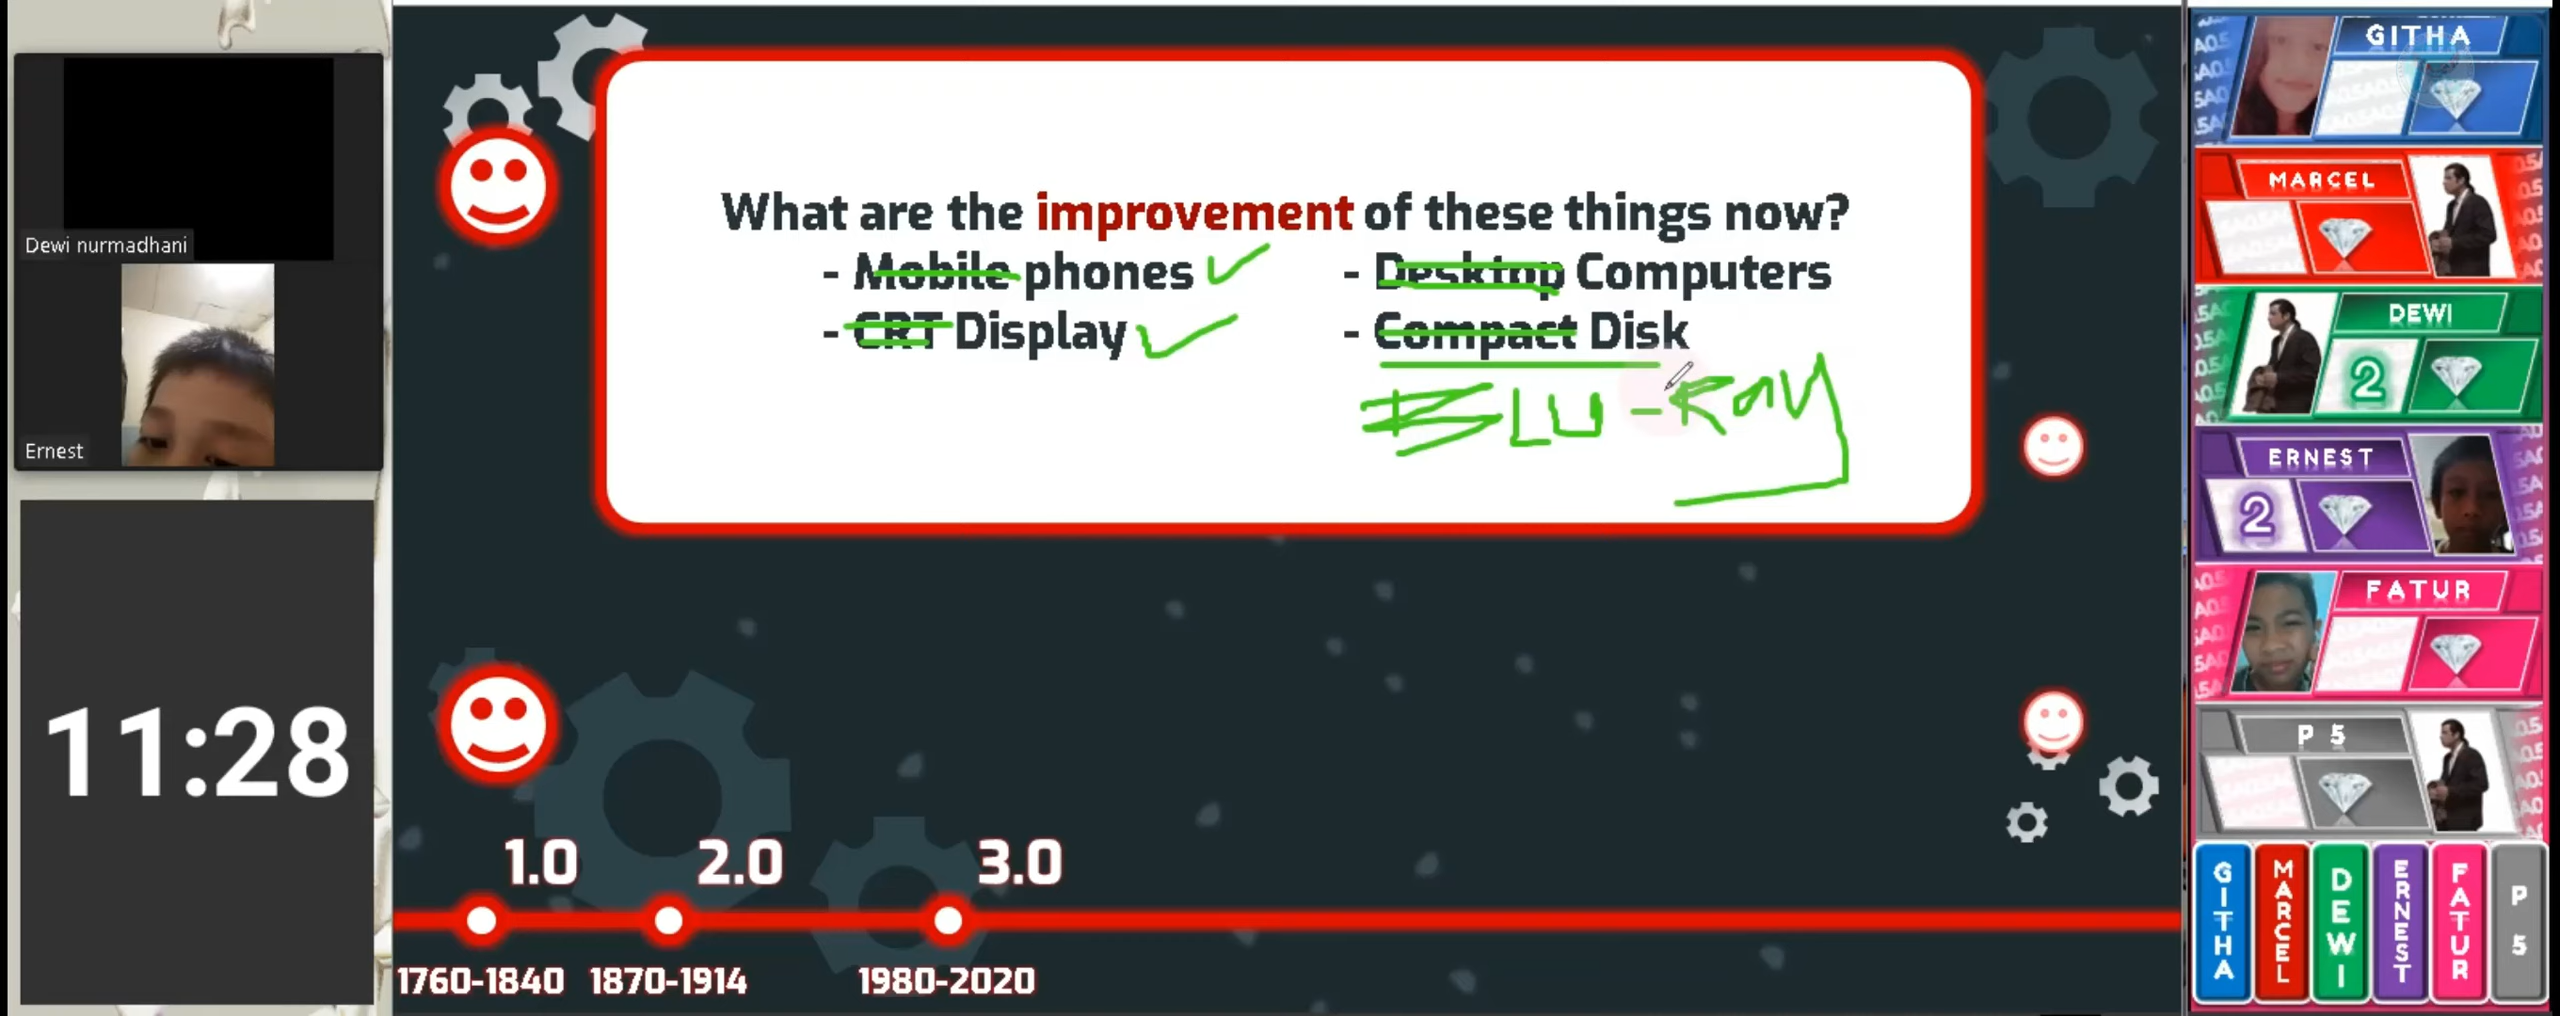 Dewi nurmadhani
Ernest
11:28
What are the improvement of these things now?
- Mobile phones
- CRT Display
- Desktop Computers
- Compact Disk
BLU-Ray
1.0
2.0
3.0
1760-1840
1870-1914
1980-2020
GITHA
MARCEL
DEWI
2
ERNEST
2
FATUR
P 5
GITHA
MARCEL
DEWI
ERNEST
FATUR
P 5